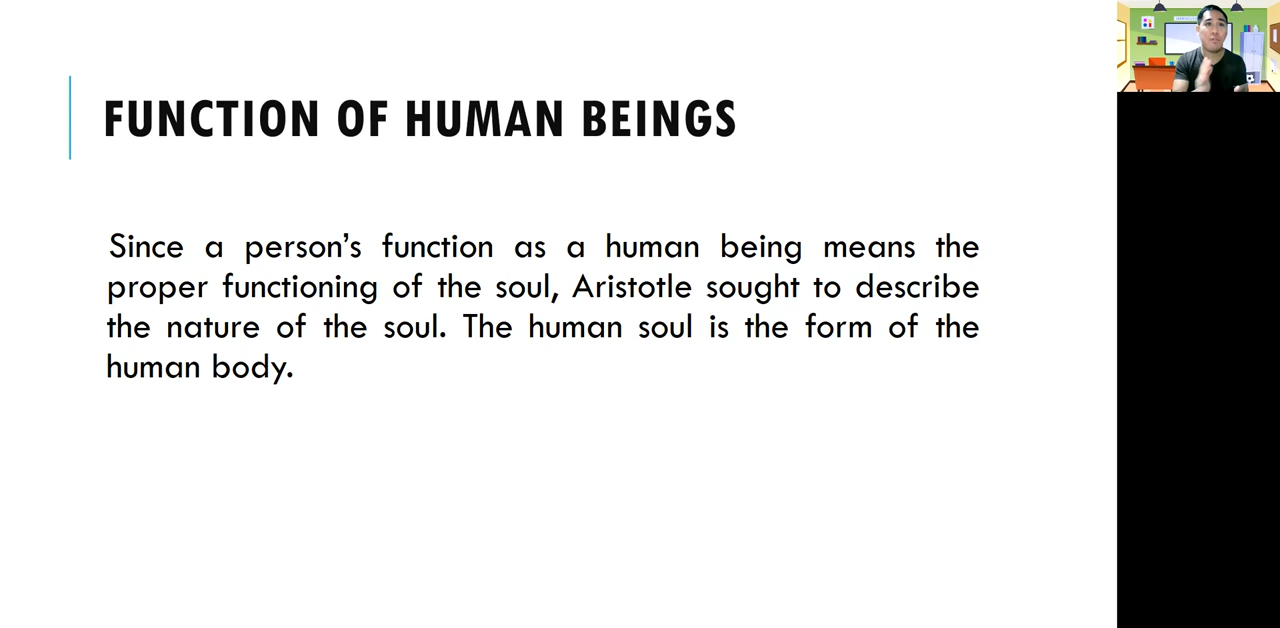 FUNCTION OF HUMAN BEINGS
Since a person’s function as a human being means the
proper functioning of the soul, Aristotle sought to describe
the nature of the soul. The human soul is the form of the
human body.